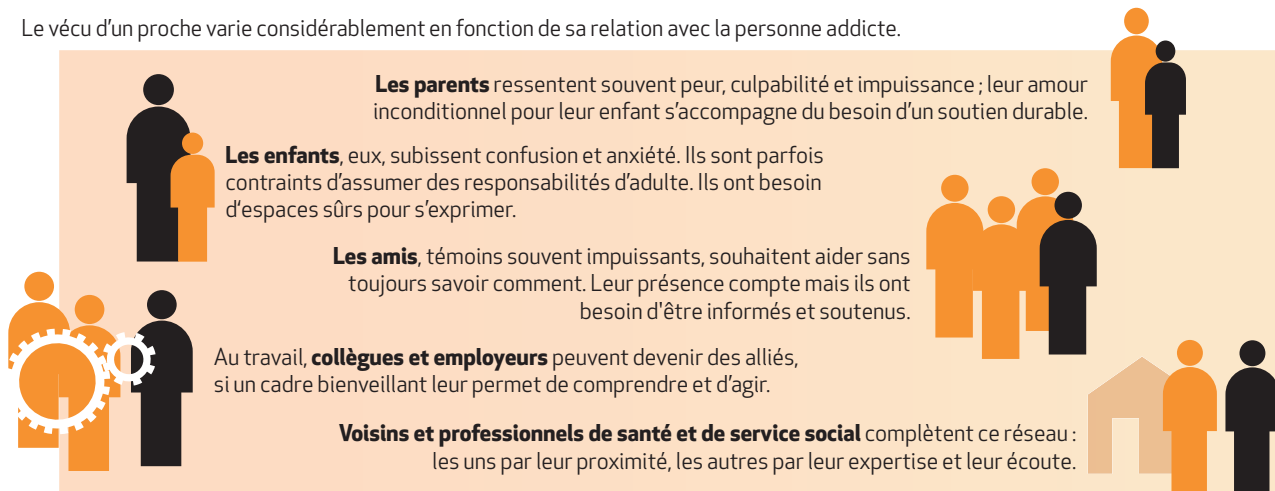 Le vécu d’un proche varie considérablement en fonction de sa relation avec la personne addicte.
Les parents ressentent souvent peur, culpabilité et impuissance ; leur amour
inconditionnel pour leur enfant s’accompagne du besoin d’un soutien durable.
Les enfants, eux, subissent confusion et anxiété. Ils sont parfois
contraints d’assumer des responsabilités d’adulte. Ils ont besoin
d‘espaces sûrs pour s’exprimer.
Les amis, témoins souvent impuissants, souhaitent aider sans
toujours savoir comment. Leur présence compte mais ils ont
besoin d'être informés et soutenus.
Au travail, collègues et employeurs peuvent devenir des alliés,
si un cadre bienveillant leur permet de comprendre et d’agir.
Voisins et professionnels de santé et de service social complètent ce réseau :
les uns par leur proximité, les autres par leur expertise et leur écoute.